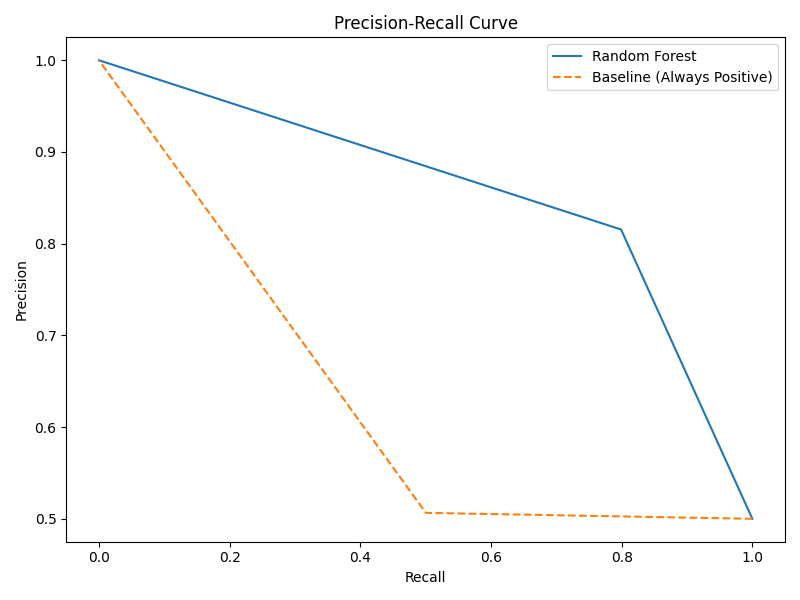 Precision-Recall Curve
Random Forest
Baseline (Always Positive)
1.0
0.9
0.8
0.7
0.6
0.5
Precision
0.0
0.2
0.4
0.6
0.8
1.0
Recall